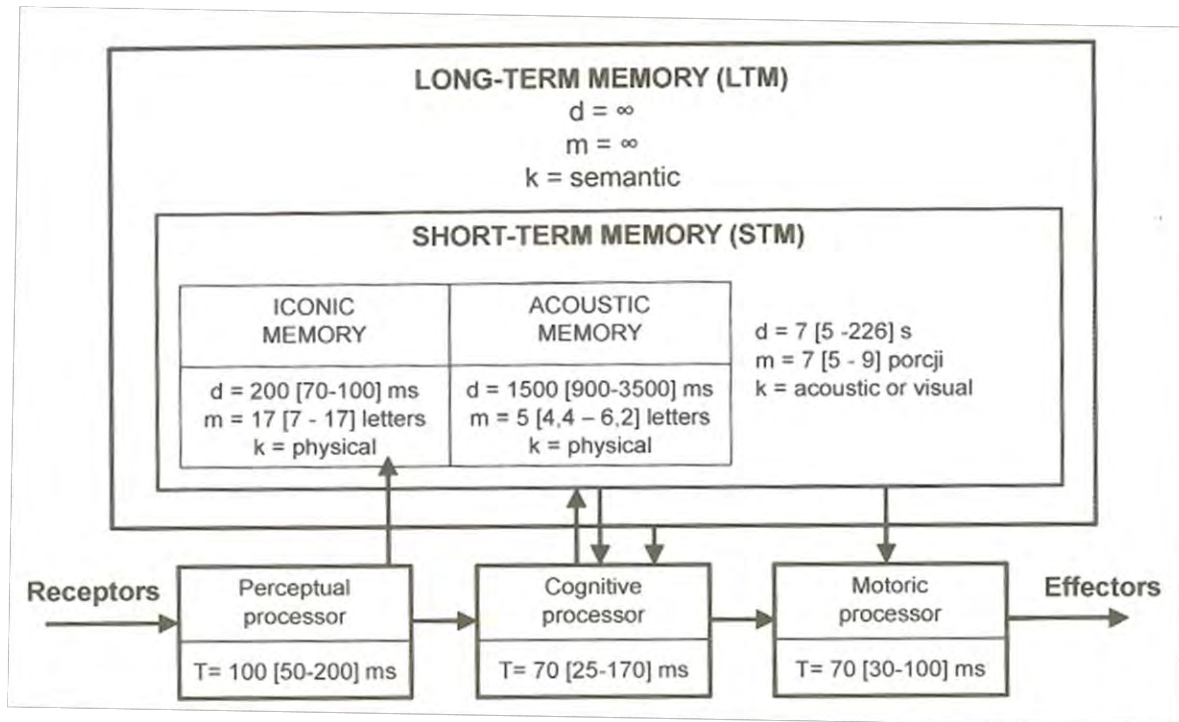 LONG-TERM MEMORY (LTM)
d = ∞
m = ∞
k = semantic
SHORT-TERM MEMORY (STM)
ICONIC
MEMORY
d = 200 [70-100] ms
m = 17 [7 - 17] letters
k = physical
ACOUSTIC
MEMORY
d = 1500 [900-3500] ms
m = 5 [4,4 – 6,2] letters
k = physical
d = 7 [5 -226] s
m = 7 [5 - 9] porcji
k = acoustic or visual
Receptors
Perceptual
processor
T= 100 [50-200] ms
Cognitive
processor
T= 70 [25-170] ms
Motoric
processor
T= 70 [30-100] ms
Effectors